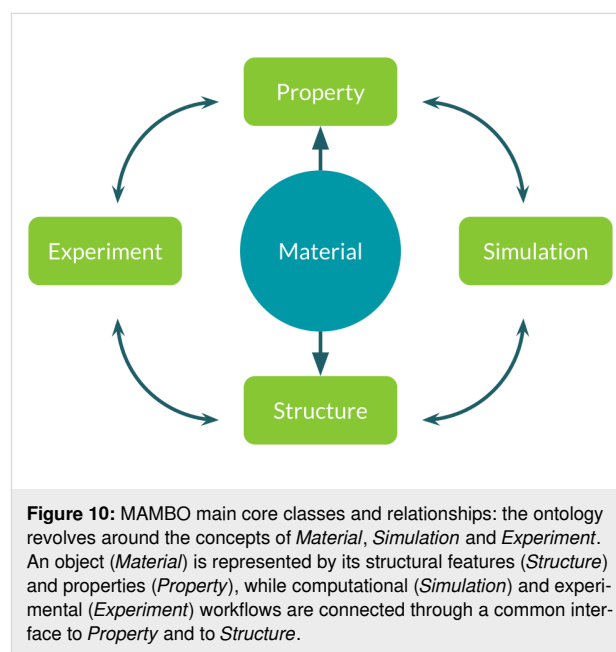 Property
Experiment
Material
Simulation
Structure
Figure 10: MAMBO main core classes and relationships: the ontology
revolves around the concepts of Material, Simulation and Experiment.
An object (Material) is represented by its structural features (Structure)
and properties (Property), while computational (Simulation) and experi-
mental (Experiment) workflows are connected through a common inter-
face to Property and to Structure.